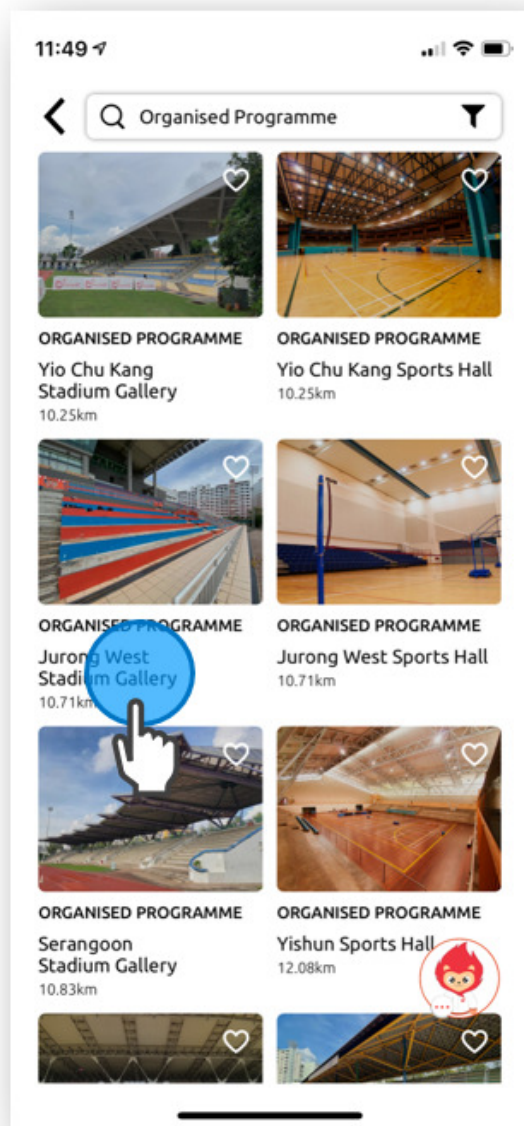 11:49
Organised Programme
ORGANISED PROGRAMME
Yio Chu Kang
Stadium Gallery
10.25km
ORGANISED PROGRAMME
Yio Chu Kang Sports Hall
10.25km
ORGANISED PROGRAMME
Jurong West
Stadium Gallery
10.71km
ORGANISED PROGRAMME
Jurong West Sports Hall
10.71km
ORGANISED PROGRAMME
Serangoon
Stadium Gallery
10.83km
ORGANISED PROGRAMME
Yishun Sports Hall
12.08km